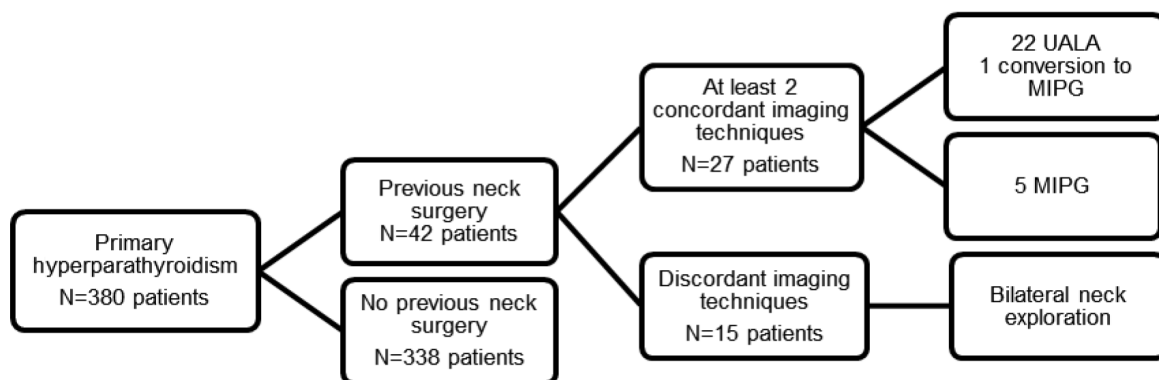 Primary
hyperparathyroidism
N=380 patients
Previous neck
surgery
N=42 patients
No previous neck
surgery
N=338 patients
At least 2
concordant imaging
techniques
N=27 patients
Discordant imaging
techniques
N=15 patients
22 UALA
1 conversion to
MIPG
5 MIPG
Bilateral neck
exploration